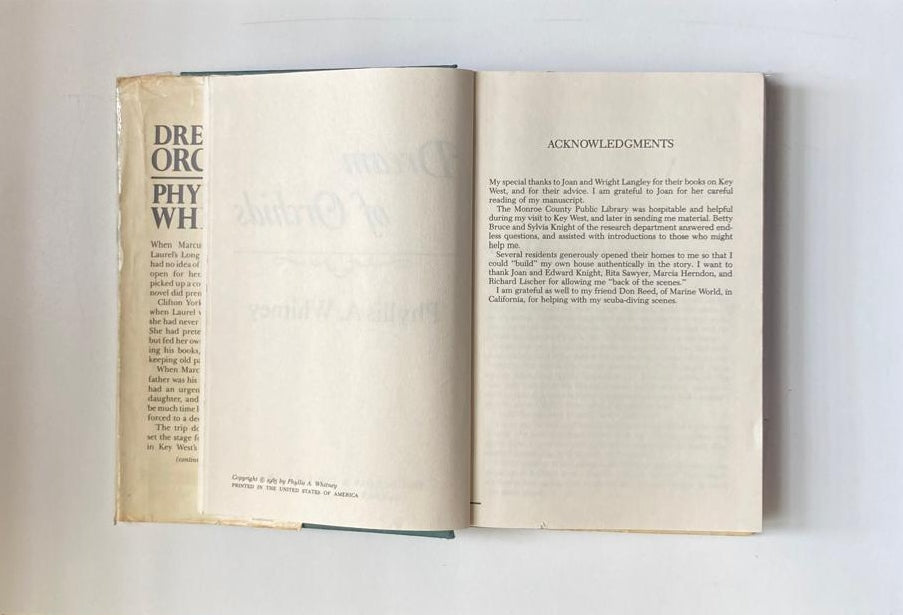 DRE
ORC
PHY
WH
When Marcu
Laurel's Long
had no idea of
open for her
picked up a co
novel did pren
Clifton York
when Laurel
she had never
She had prete
but fed her ow
ing his books,
keeping old pa
When Marc
father was his
had an urgen
daughter, and
be much time l
forced to a de
The trip do
set the stage f
in Key West's
(contin
Dream
of Orchids
Phyllis A. Whitney
Copyright © 1985 by Phyllis A. Whitney
PRINTED IN THE UNITED STATES OF AMERICA
ACKNOWLEDGMENTS
My special thanks to Joan and Wright Langley for their books on Key
West, and for their advice. I am grateful to Joan for her careful
reading of my manuscript.
The Monroe County Public Library was hospitable and helpful
during my visit to Key West, and later in sending me material. Betty
Bruce and Sylvia Knight of the research department answered end-
less questions, and assisted with introductions to those who might
help me.
Several residents generously opened their homes to me so that I
could "build" my own house authentically in the story. I want to
thank Joan and Edward Knight, Rita Sawyer, Marcia Herndon, and
Richard Lischer for allowing me "back of the scenes."
I am grateful as well to my friend Don Reed, of Marine World, in
California, for helping with my scuba-diving scenes.